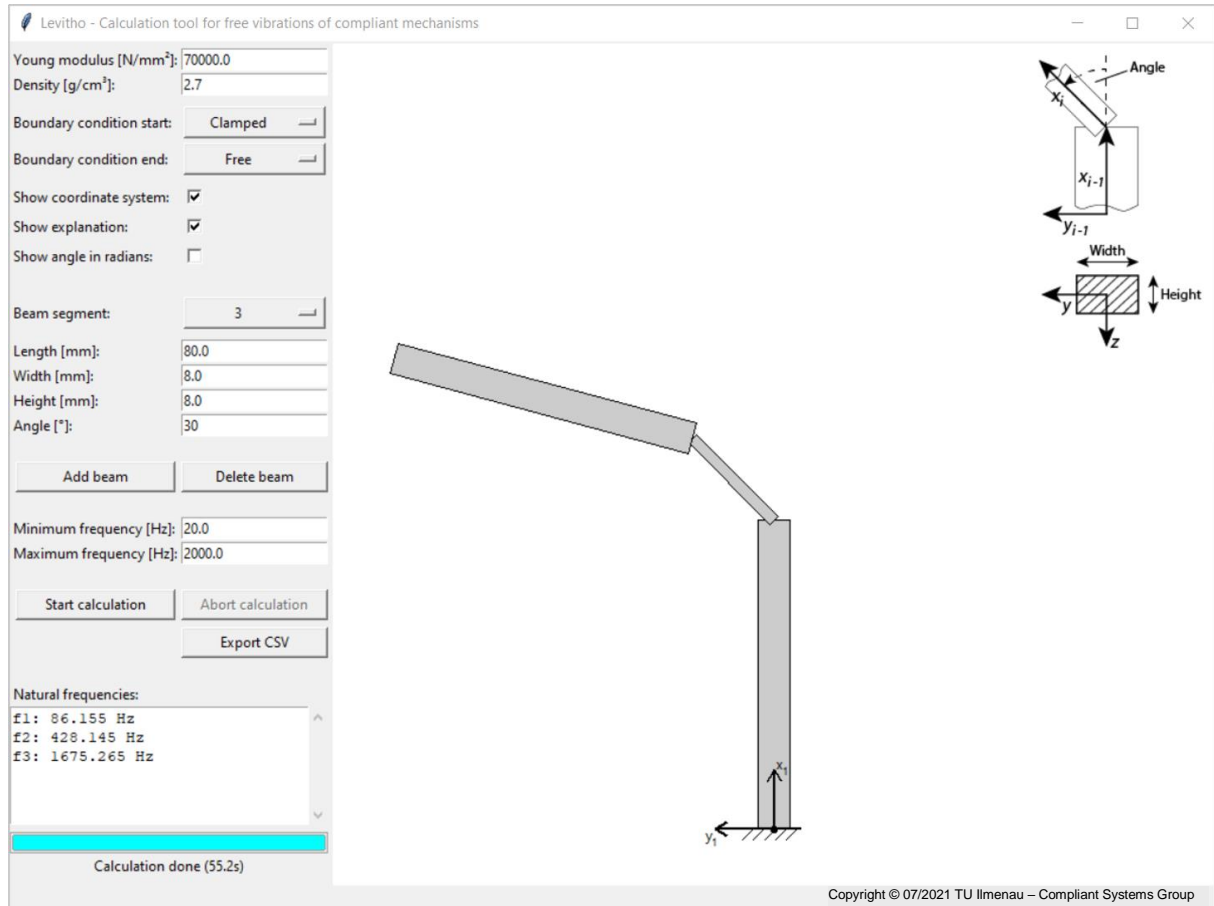 Levitho - Calculation tool for free vibrations of compliant mechanisms
Young modulus [N/mm²]: 70000.0
Density [g/cm³]: 2.7
Boundary condition start: Clamped
Boundary condition end: Free
Show coordinate system:
Show explanation:
Show angle in radians:
Beam segment: 3
Length [mm]: 80.0
Width [mm]: 8.0
Height [mm]: 8.0
Angle [°]: 30
Add beam Delete beam
Minimum frequency [Hz]: 20.0
Maximum frequency [Hz]: 2000.0
Start calculation Abort calculation
Export CSV
Natural frequencies:
f1: 86.155 Hz
f2: 428.145 Hz
f3: 1675.265 Hz
Calculation done (55.2s)
Angle
xi
xi-1
yi-1
Width
Height
y
z
x1
y1
Copyright © 07/2021 TU Ilmenau – Compliant Systems Group